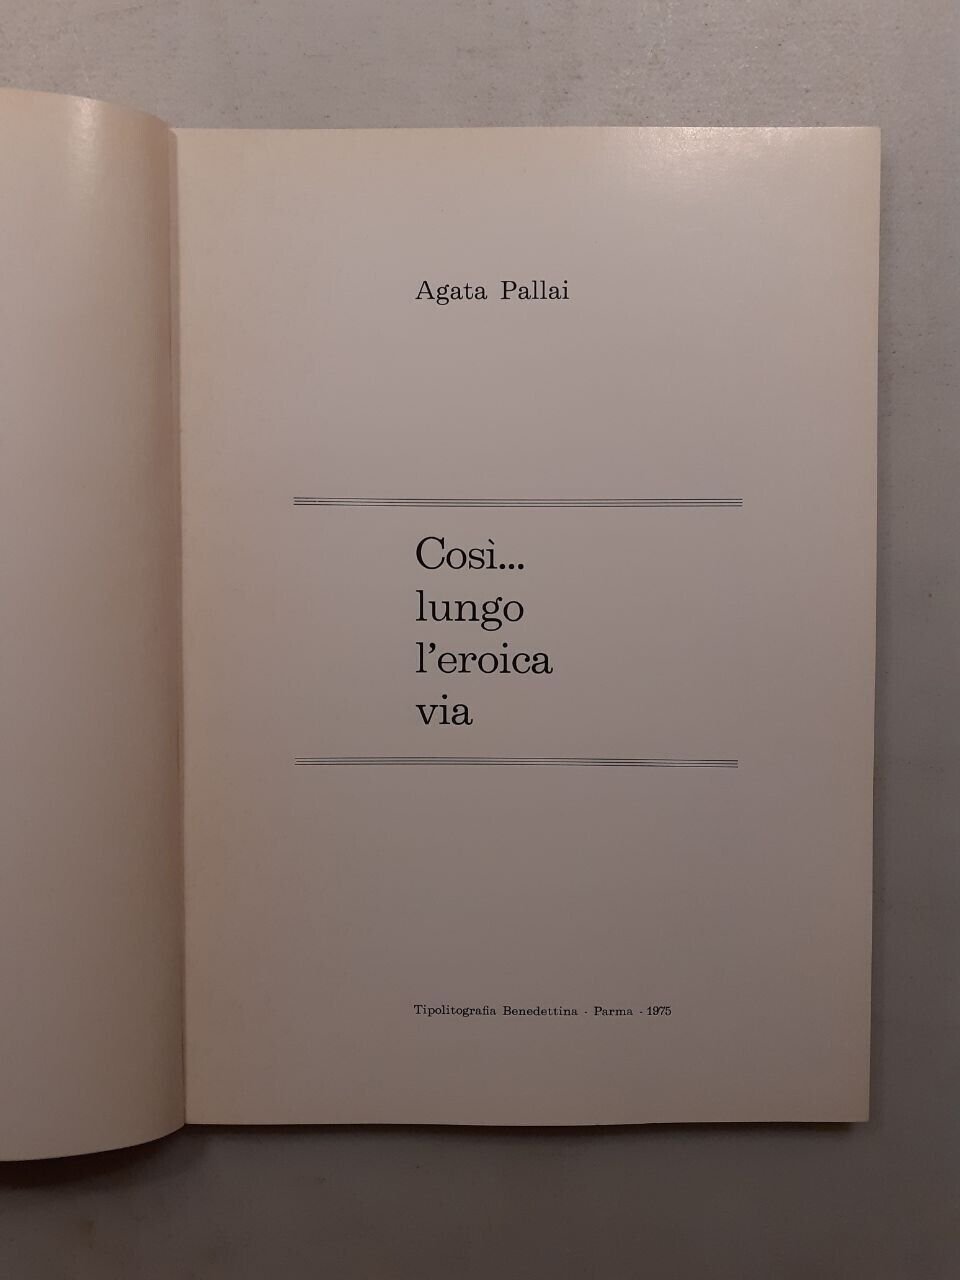 Agata Pallai
Così...
lungo
l'eroica
via
Tipolitografia Benedettina - Parma - 1975